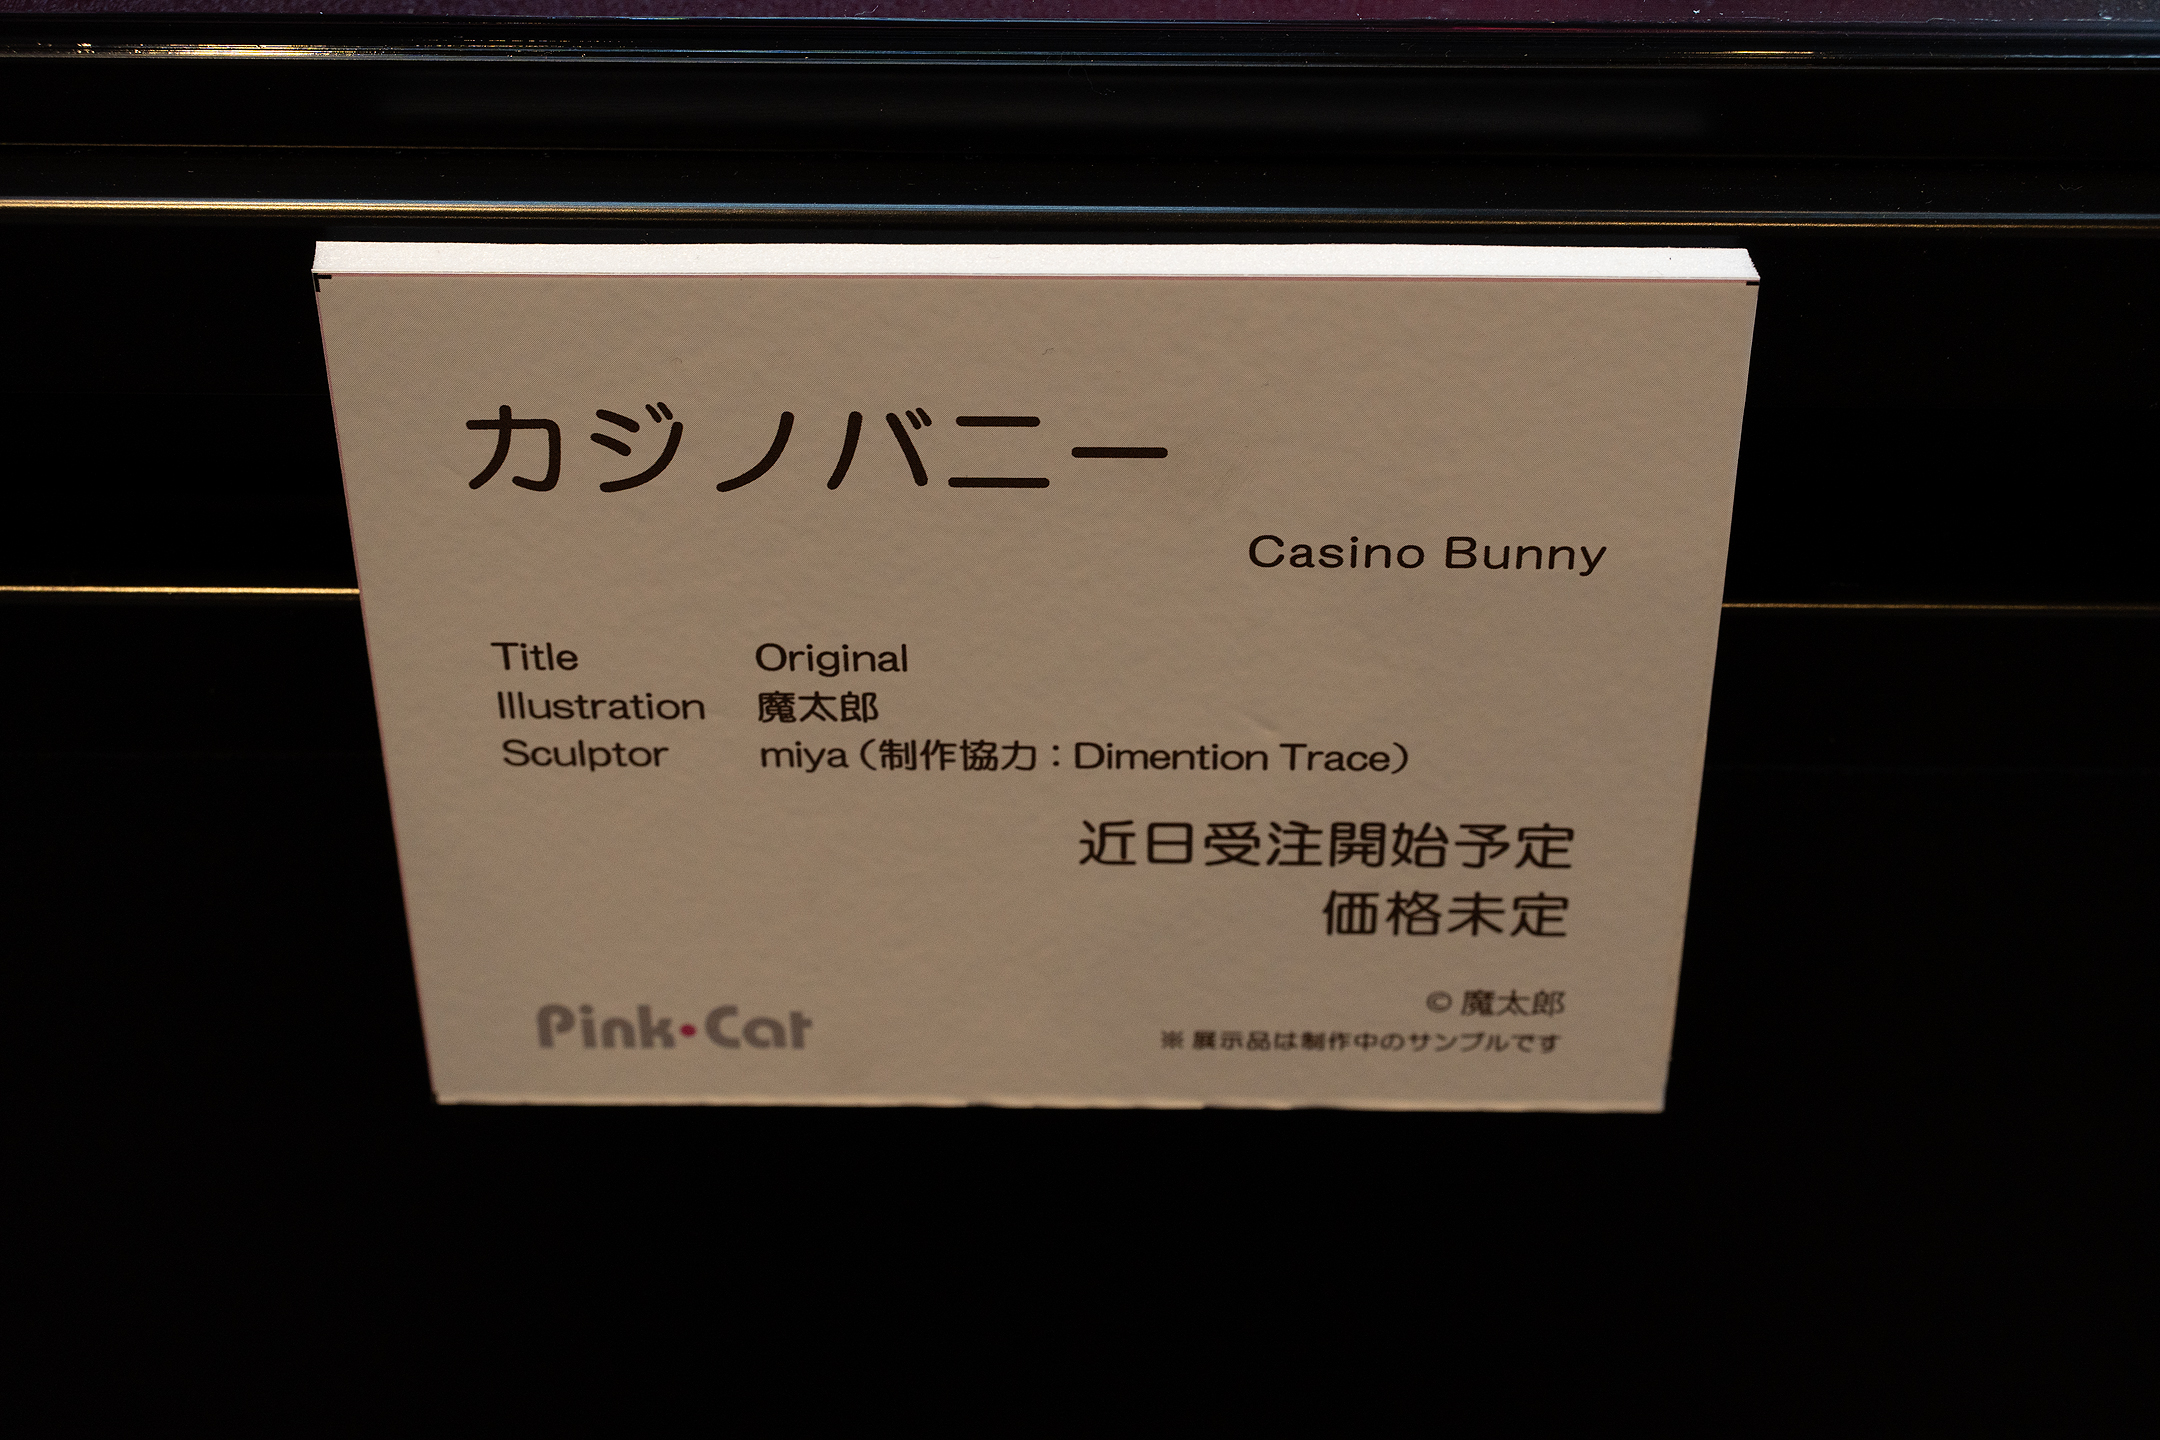 カジノバニー
Casino Bunny
Title Original
Illustration 魔太郎
Sculptor miya（制作協力：Dimention Trace）
近日受注開始予定
価格未定
© 魔太郎
Pink・Cat
※ 展示品は制作中のサンプルです